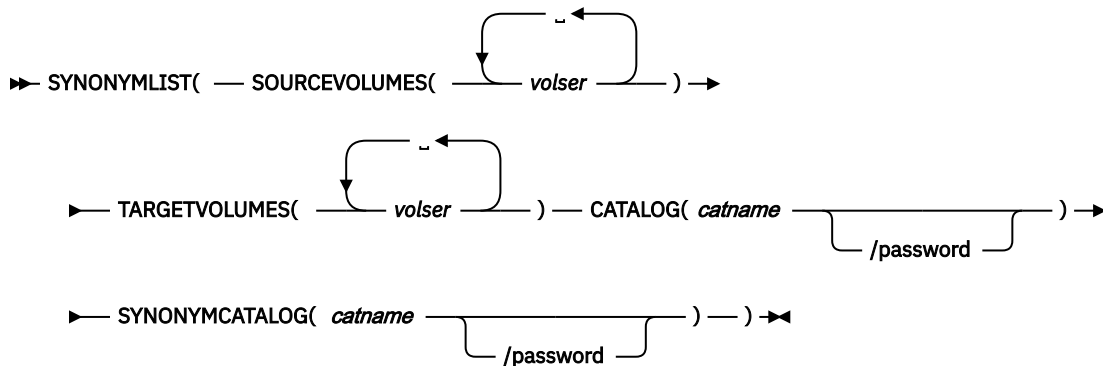 ␣
SYNONYMLIST( SOURCEVOLUMES( volser )
␣
TARGETVOLUMES( volser ) CATALOG( catname )
/password
SYNONYMCATALOG( catname ) )
/password